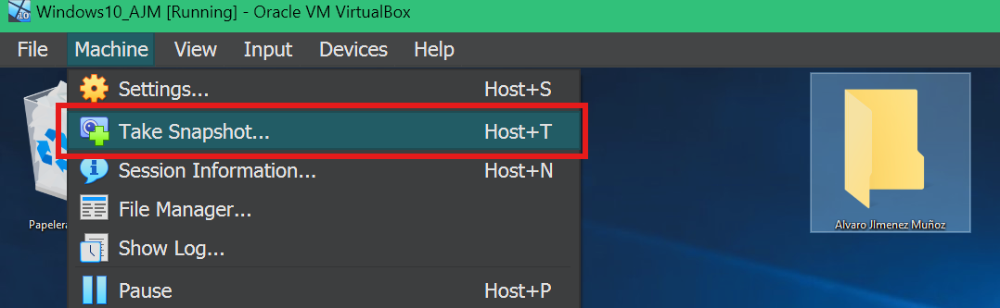 Windows10_AJM [Running] - Oracle VM VirtualBox
File Machine View Input Devices Help
Settings... Host+S
Take Snapshot... Host+T
Session Information... Host+N
File Manager...
Show Log...
Pause Host+P
Papelera
Alvaro JImenez Muñoz